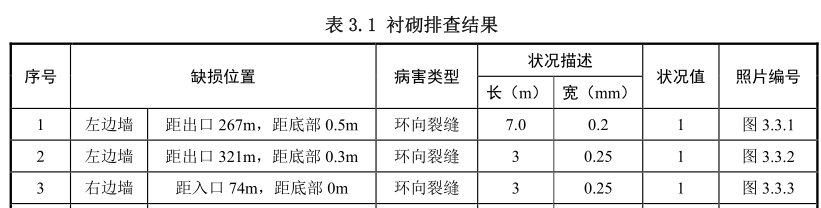 表 3.1 衬砌排查结果
序号 缺损位置 病害类型 状况描述 状况值 照片编号
长（m） 宽（mm）
1 左边墙 距出口 267m，距底部 0.5m 环向裂缝 7.0 0.2 1 图 3.3.1
2 左边墙 距出口 321m，距底部 0.3m 环向裂缝 3 0.25 1 图 3.3.2
3 右边墙 距入口 74m，距底部 0m 环向裂缝 3 0.25 1 图 3.3.3